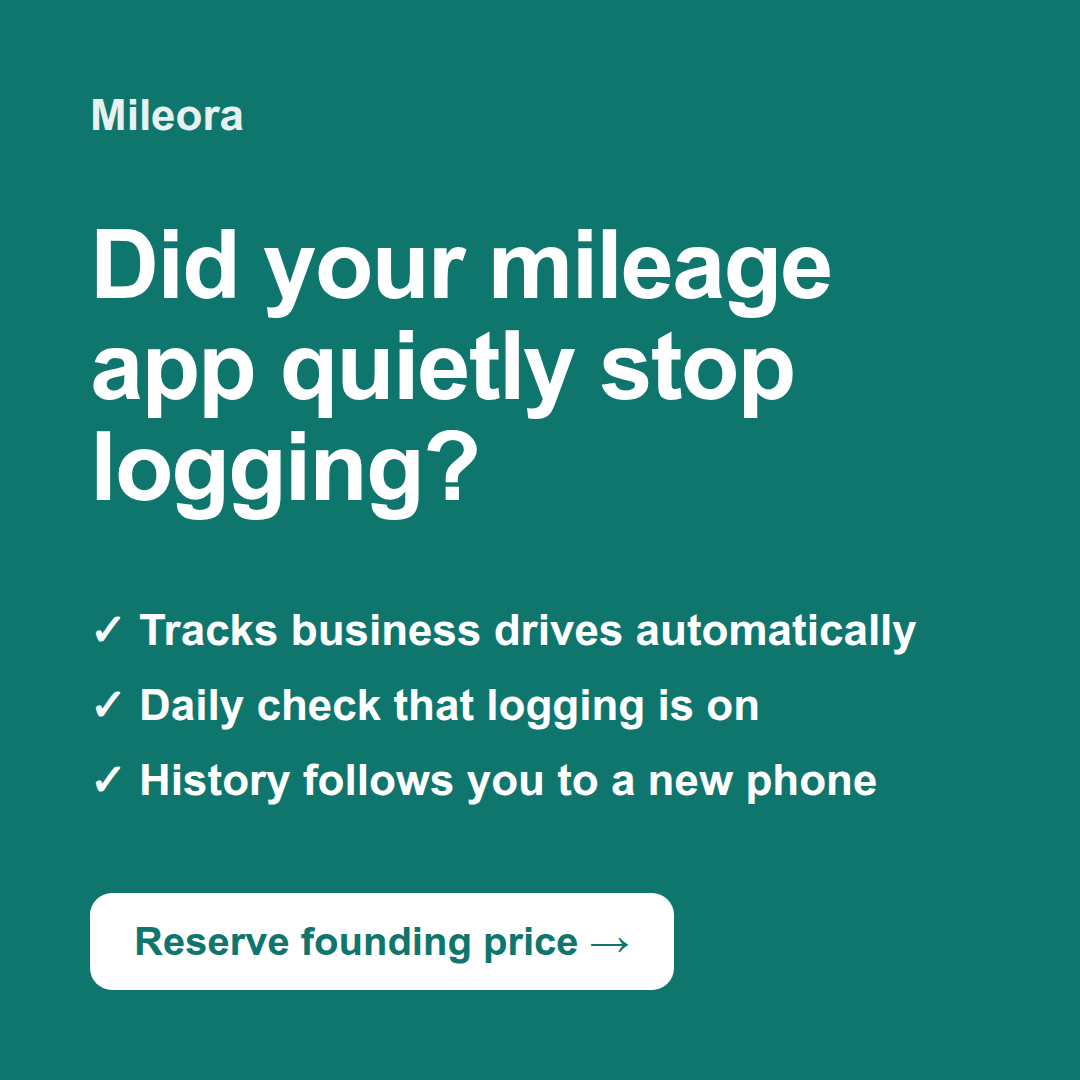 Mileora
Did your mileage
app quietly stop
logging?
✓ Tracks business drives automatically
✓ Daily check that logging is on
✓ History follows you to a new phone
Reserve founding price →